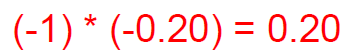 (-1) * (-0.20) = 0.20